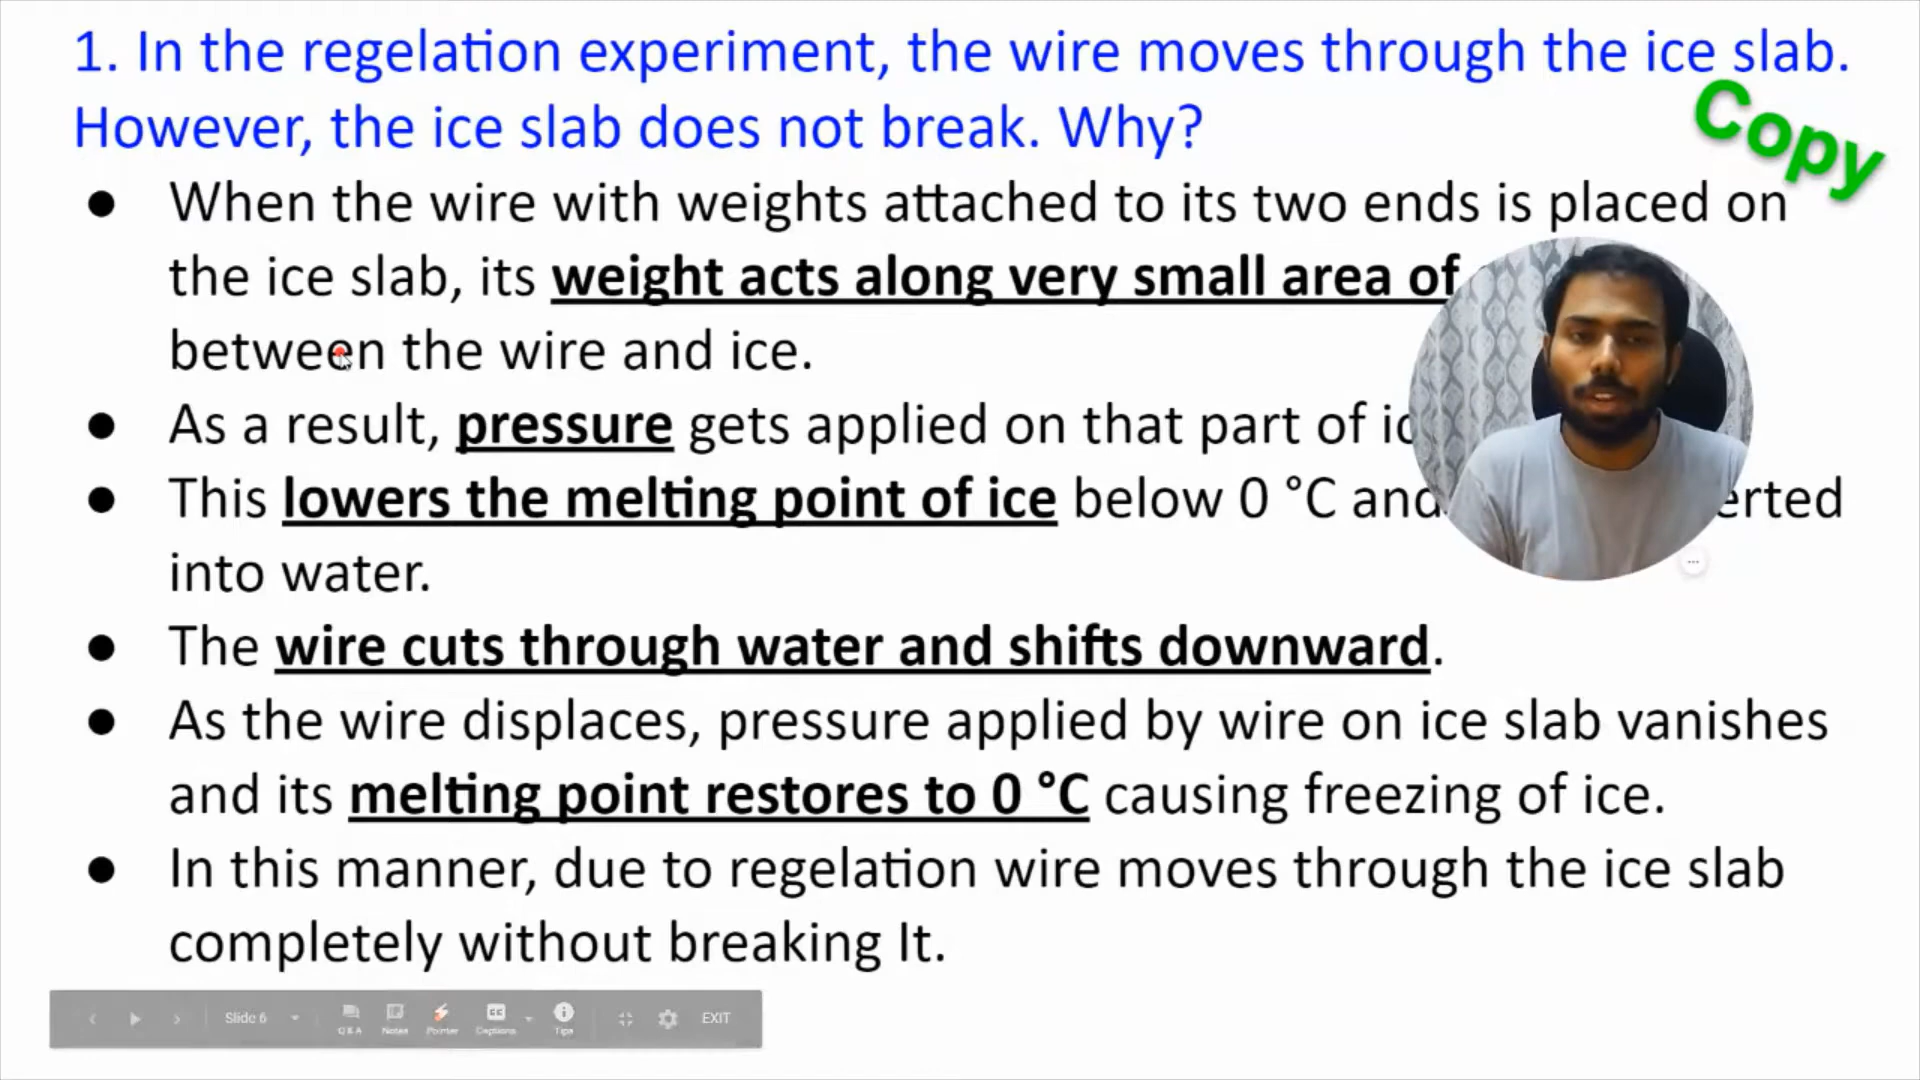 1. In the regelation experiment, the wire moves through the ice slab.
However, the ice slab does not break. Why?
Copy
● When the wire with weights attached to its two ends is placed on
the ice slab, its weight acts along very small area of
between the wire and ice.
● As a result, pressure gets applied on that part of
● This lowers the melting point of ice below 0 °C and
into water.
● The wire cuts through water and shifts downward.
● As the wire displaces, pressure applied by wire on ice slab vanishes
and its melting point restores to 0 °C causing freezing of ice.
● In this manner, due to regelation wire moves through the ice slab
completely without breaking It.
Slide 6 Q & A Notes Pointer Captions Tips EXIT